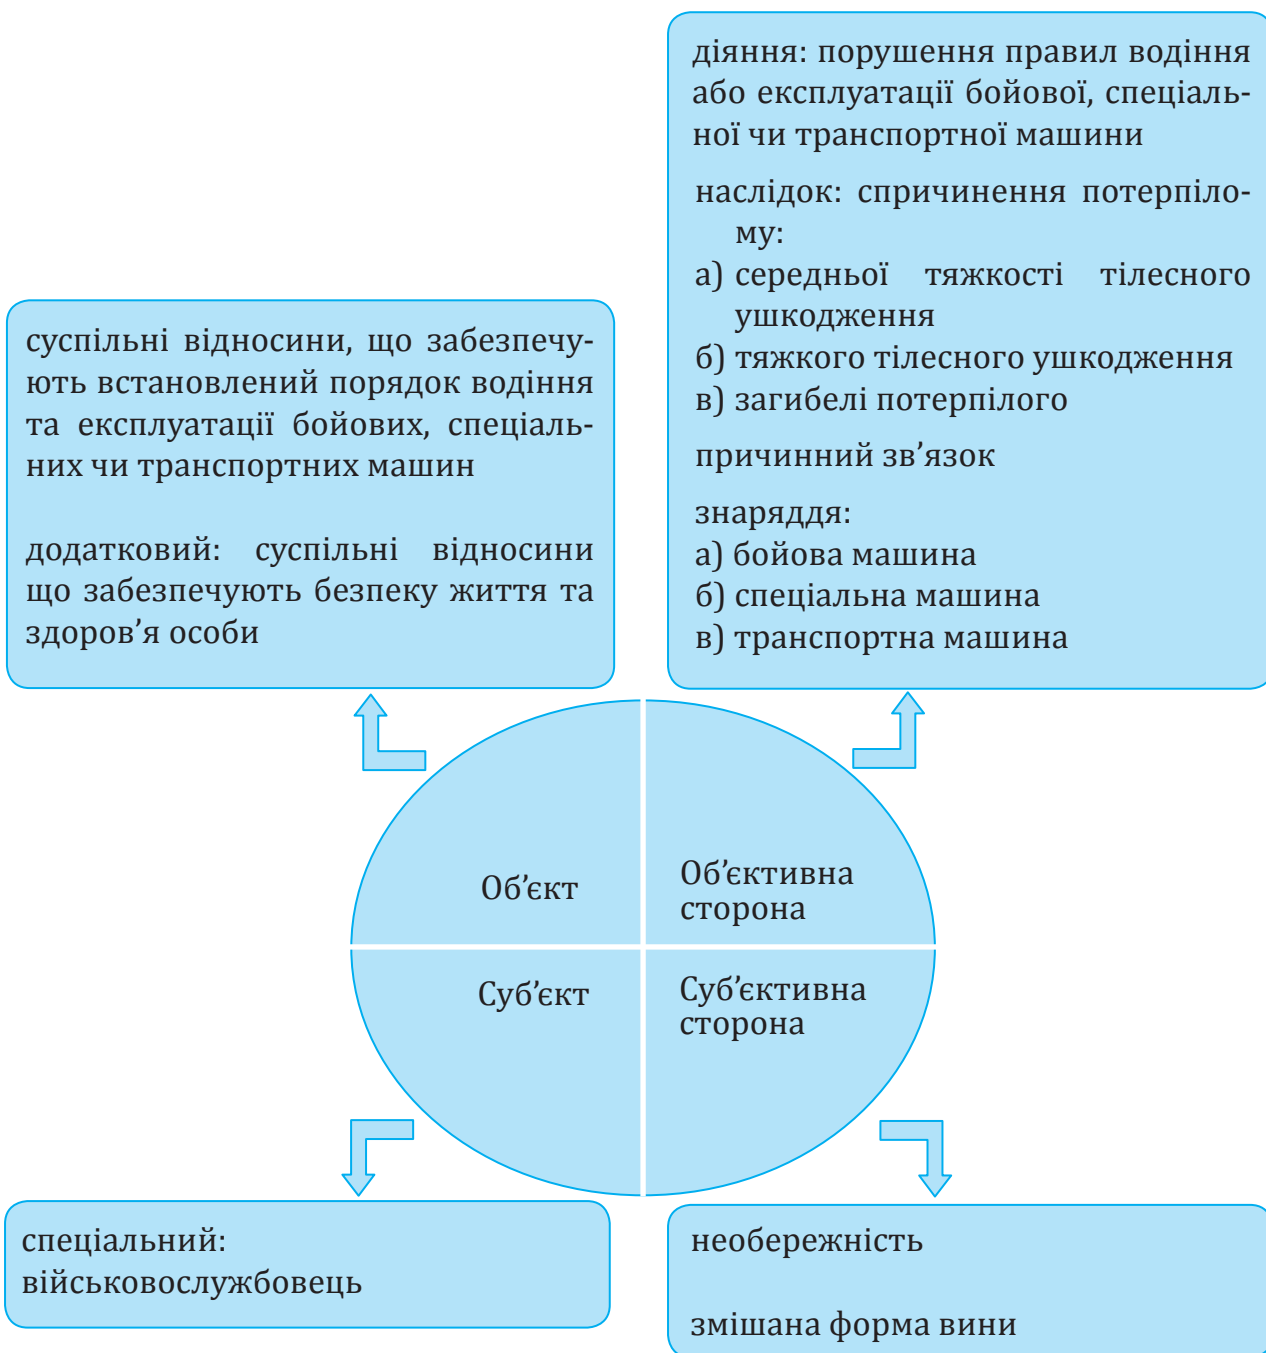 діяння: порушення правил водіння
або експлуатації бойової, спеціаль-
ної чи транспортної машини
наслідок: спричинення потерпіло-
му:
а) середньої тяжкості тілесного
ушкодження
б) тяжкого тілесного ушкодження
в) загибелі потерпілого
причинний зв’язок
знаряддя:
а) бойова машина
б) спеціальна машина
в) транспортна машина
суспільні відносини, що забезпечу-
ють встановлений порядок водіння
та експлуатації бойових, спеціаль-
них чи транспортних машин
додатковий: суспільні відносини
що забезпечують безпеку життя та
здоров’я особи
Об’єкт
Об’єктивна
сторона
Суб’єкт
Суб’єктивна
сторона
спеціальний:
військовослужбовець
необережність
змішана форма вини